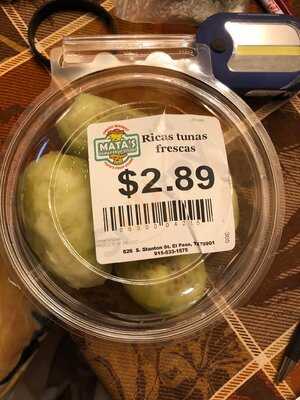 MATA'S
Ricas tunas
frescas
$2.89
626 S. Stanton St. El Paso, Tx 79901
915-533-1575